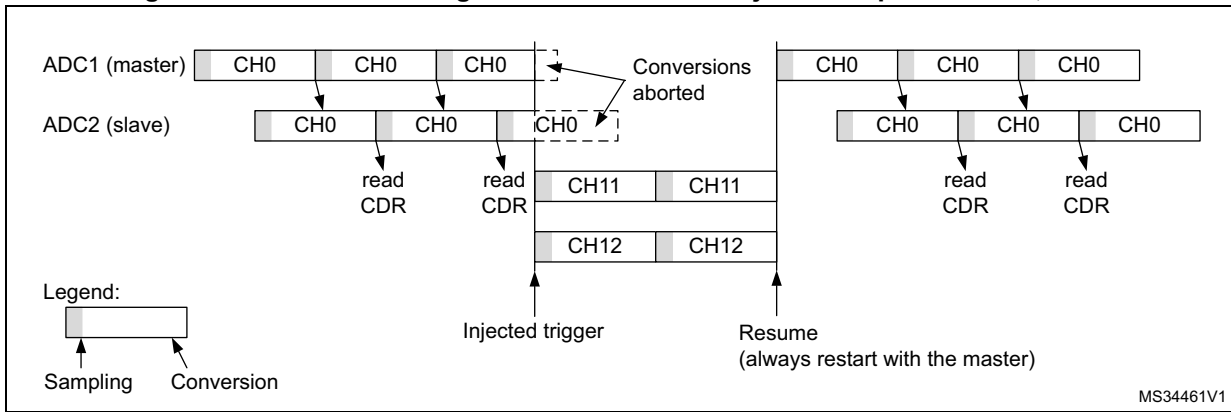 ADC1 (master) CH0 CH0 CH0 CH0 CH0 CH0
Conversions
aborted
ADC2 (slave) CH0 CH0 CH0 CH0 CH0 CH0
read read read read
CDR CDR CDR CDR
CH11 CH11
CH12 CH12
Legend:
Injected trigger
Resume
(always restart with the master)
Sampling Conversion
MS34461V1